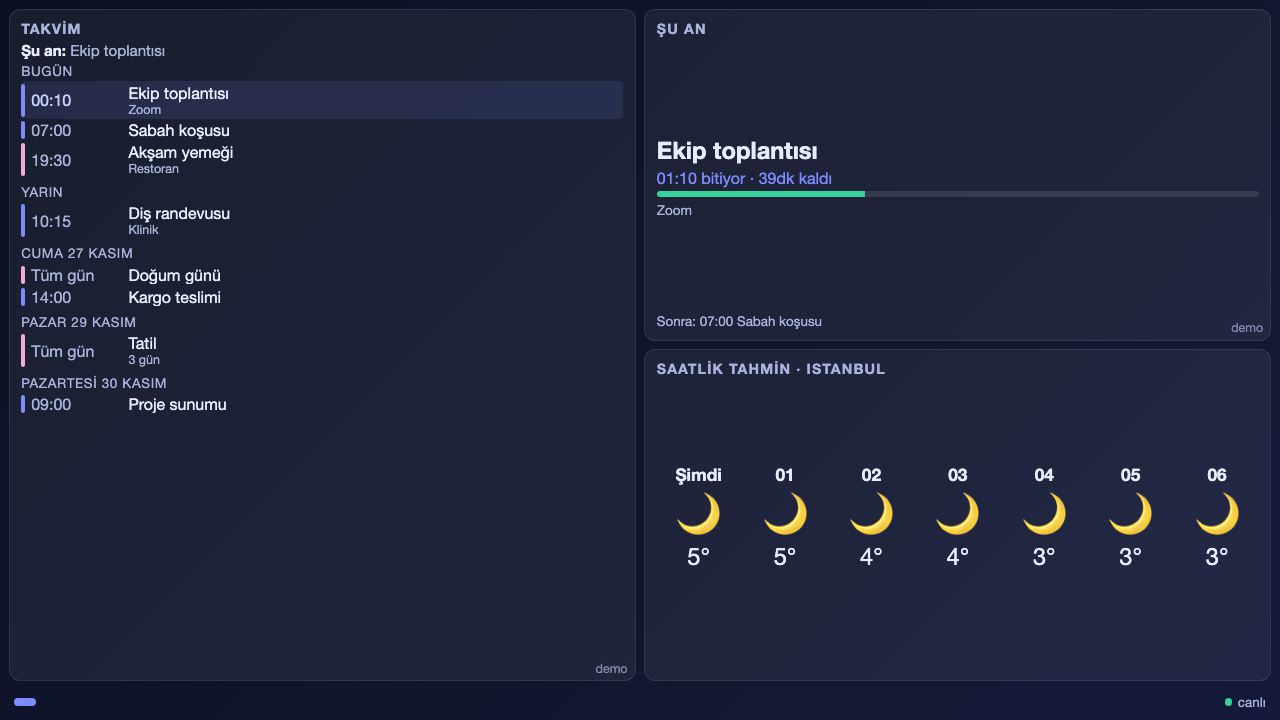 TAKVİM
Şu an: Ekip toplantısı
BUGÜN
00:10 Ekip toplantısı
Zoom
07:00 Sabah koşusu
19:30 Akşam yemeği
Restoran
YARIN
10:15 Diş randevusu
Klinik
CUMA 27 KASIM
Tüm gün Doğum günü
14:00 Kargo teslimi
PAZAR 29 KASIM
Tüm gün Tatil
3 gün
PAZARTESİ 30 KASIM
09:00 Proje sunumu
demo
ŞU AN
Ekip toplantısı
01:10 bitiyor · 39dk kaldı
Zoom
Sonra: 07:00 Sabah koşusu
demo
SAATLİK TAHMİN · ISTANBUL
Şimdi 01 02 03 04 05 06
5° 5° 4° 4° 3° 3° 3°
canlı